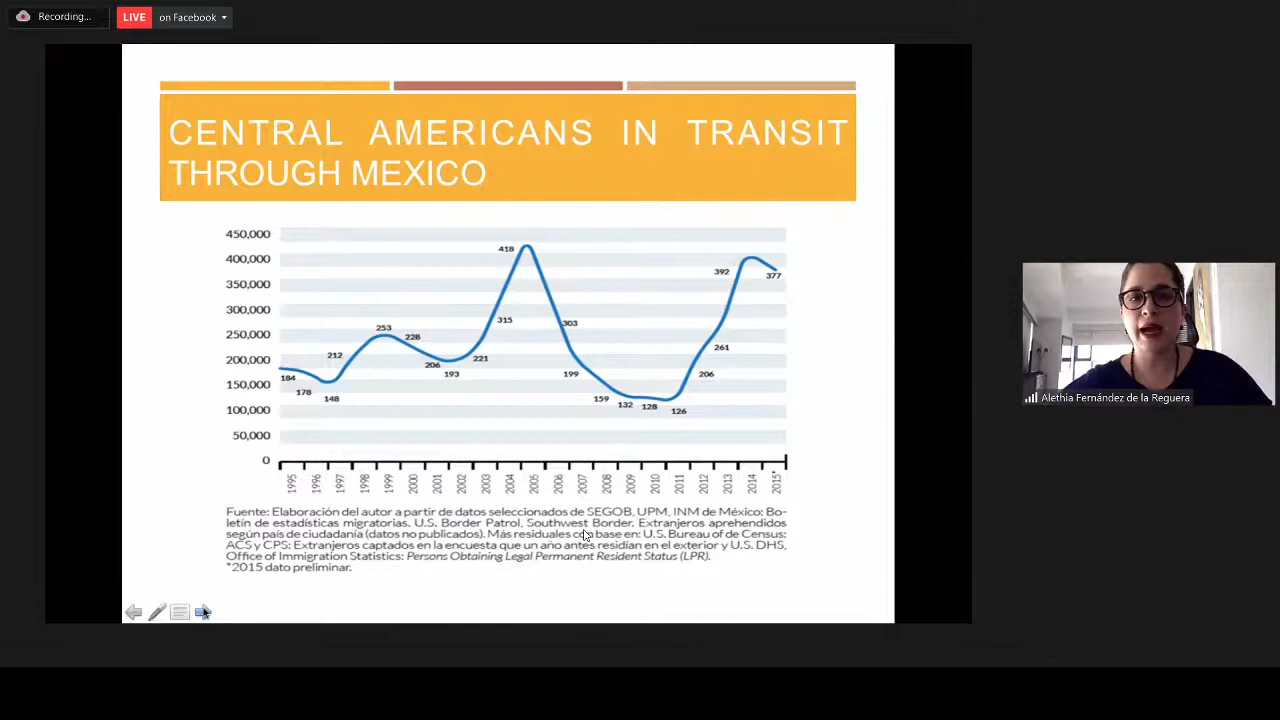 Recording...
LIVE on Facebook
CENTRAL AMERICANS IN TRANSIT
THROUGH MEXICO
450,000
400,000
350,000
300,000
250,000
200,000
150,000
100,000
50,000
0
184
178
148
212
253
228
206
193
221
315
418
303
199
159
132
128
126
206
261
392
377
1995 1996 1997 1998 1999 2000 2001 2002 2003 2004 2005 2006 2007 2008 2009 2010 2011 2012 2013 2014 2015*
Fuente: Elaboración del autor a partir de datos seleccionados de SEGOB, UPM, INM de México: Bo-
letín de estadísticas migratorias. U.S. Border Patrol, Southwest Border. Extranjeros aprehendidos
según país de ciudadanía (datos no publicados). Más residuales con base en: U.S. Bureau of Census:
ACS y CPS: Extranjeros captados en la encuesta que un año antes residían en el exterior y U.S. DHS,
Office of Immigration Statistics: Persons Obtaining Legal Permanent Resident Status (LPR).
*2015 dato preliminar.
Alethia Fernández de la Reguera